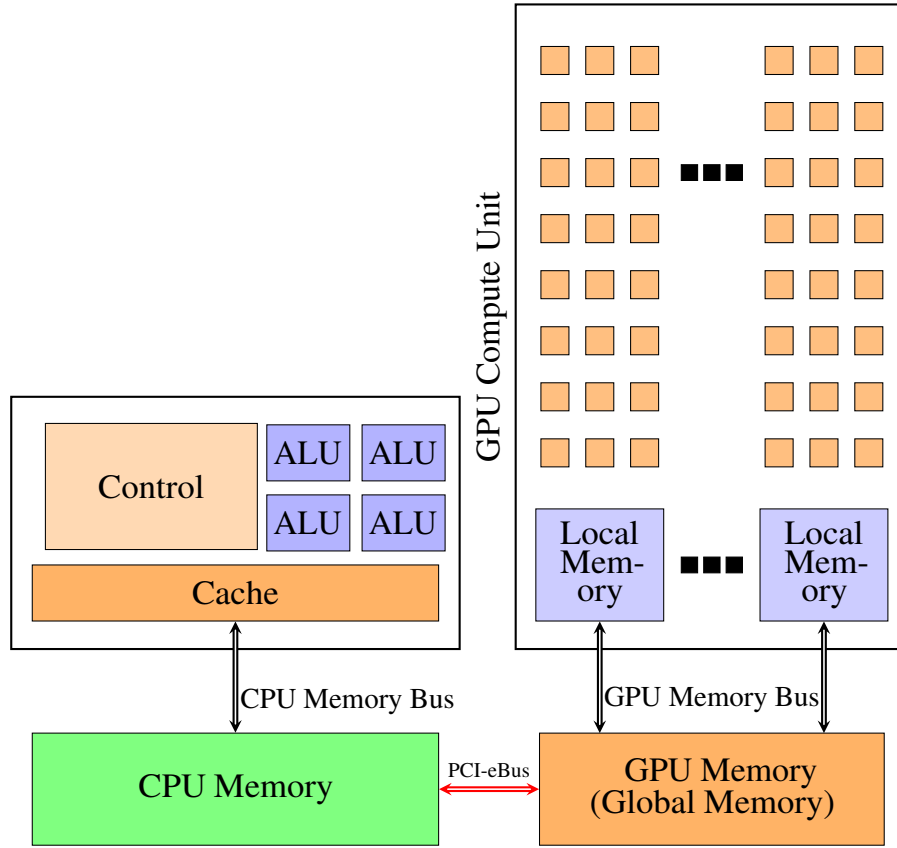 GPU Compute Unit
Control
ALU
ALU
ALU
ALU
Cache
Local
Mem-
ory
Local
Mem-
ory
CPU Memory Bus
GPU Memory Bus
CPU Memory
PCI-eBus
GPU Memory
(Global Memory)